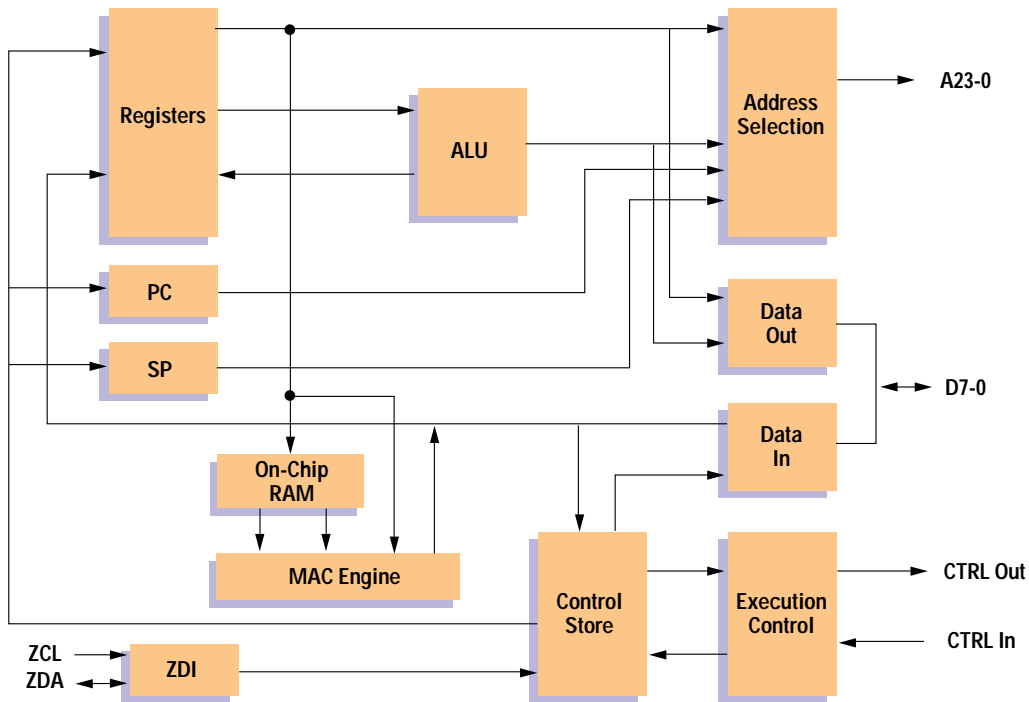 Registers
ALU
Address
Selection
A23-0
PC
SP
Data
Out
D7-0
Data
In
On-Chip
RAM
MAC Engine
Control
Store
Execution
Control
CTRL Out
CTRL In
ZCL
ZDA
ZDI